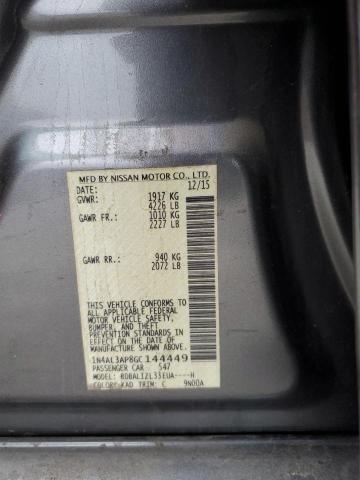 MFD BY NISSAN MOTOR CO., LTD.
DATE: 12/15
GVWR: 1917 KG
4226 LB
GAWR FR.: 1010 KG
2227 LB
GAWR RR.: 940 KG
2072 LB
THIS VEHICLE CONFORMS TO ALL
APPLICABLE FEDERAL MOTOR
VEHICLE SAFETY,
BUMPER, AND THEFT
PREVENTION STANDARDS
IN EFFECT ON THE DATE OF
MANUFACTURE SHOWN ABOVE.
1N4AL3AP8GC144449
PASSENGER CAR 547
MODEL: BDBALIZL33EUA----H
COLOR: KAD TRIM: C 9N00A